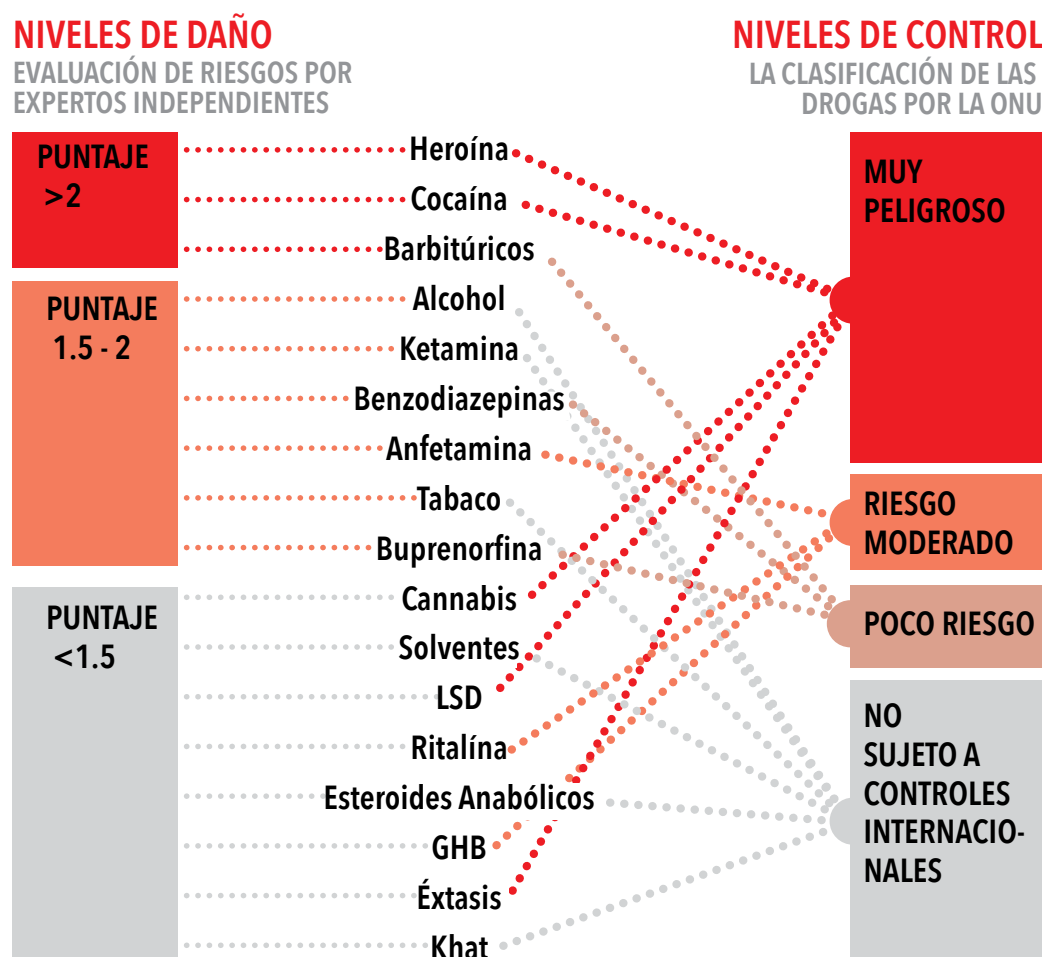 NIVELES DE DAÑO
EVALUACIÓN DE RIESGOS POR
EXPERTOS INDEPENDIENTES
NIVELES DE CONTROL
LA CLASIFICACIÓN DE LAS
DROGAS POR LA ONU
PUNTAJE
>2
PUNTAJE
1.5 - 2
PUNTAJE
<1.5
Heroína
Cocaína
Barbitúricos
Alcohol
Ketamina
Benzodiazepinas
Anfetamina
Tabaco
Buprenorfina
Cannabis
Solventes
LSD
Ritalína
Esteroides Anabólicos
GHB
Éxtasis
Khat
MUY
PELIGROSO
RIESGO
MODERADO
POCO RIESGO
NO
SUJETO A
CONTROLES
INTERNACIO-
NALES